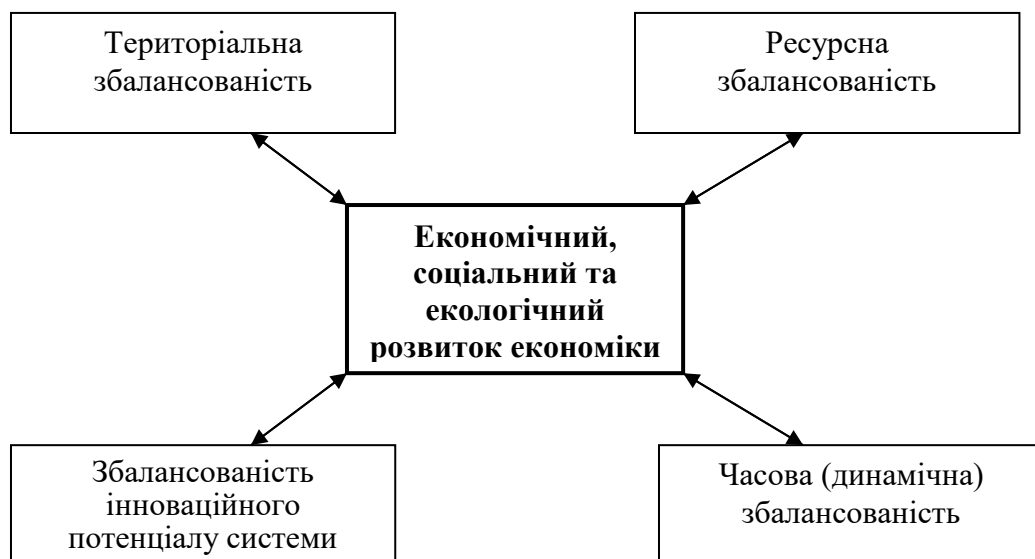 Територіальна
збалансованість
Ресурсна
збалансованість
Економічний,
соціальний та
екологічний
розвиток економіки
Збалансованість
інноваційного
потенціалу системи
Часова (динамічна)
збалансованість